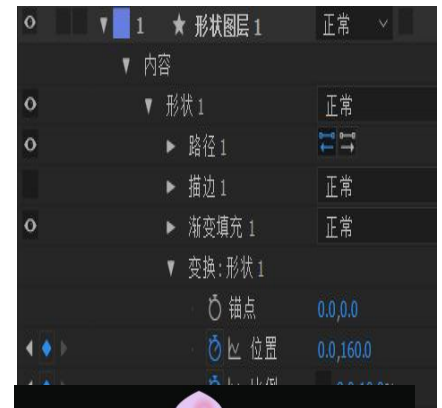 1 ★ 形状图层 1 正常
内容
形状 1 正常
路径 1
描边 1 正常
渐变填充 1 正常
变换:形状 1
锚点 0.0,0.0
位置 0.0,160.0